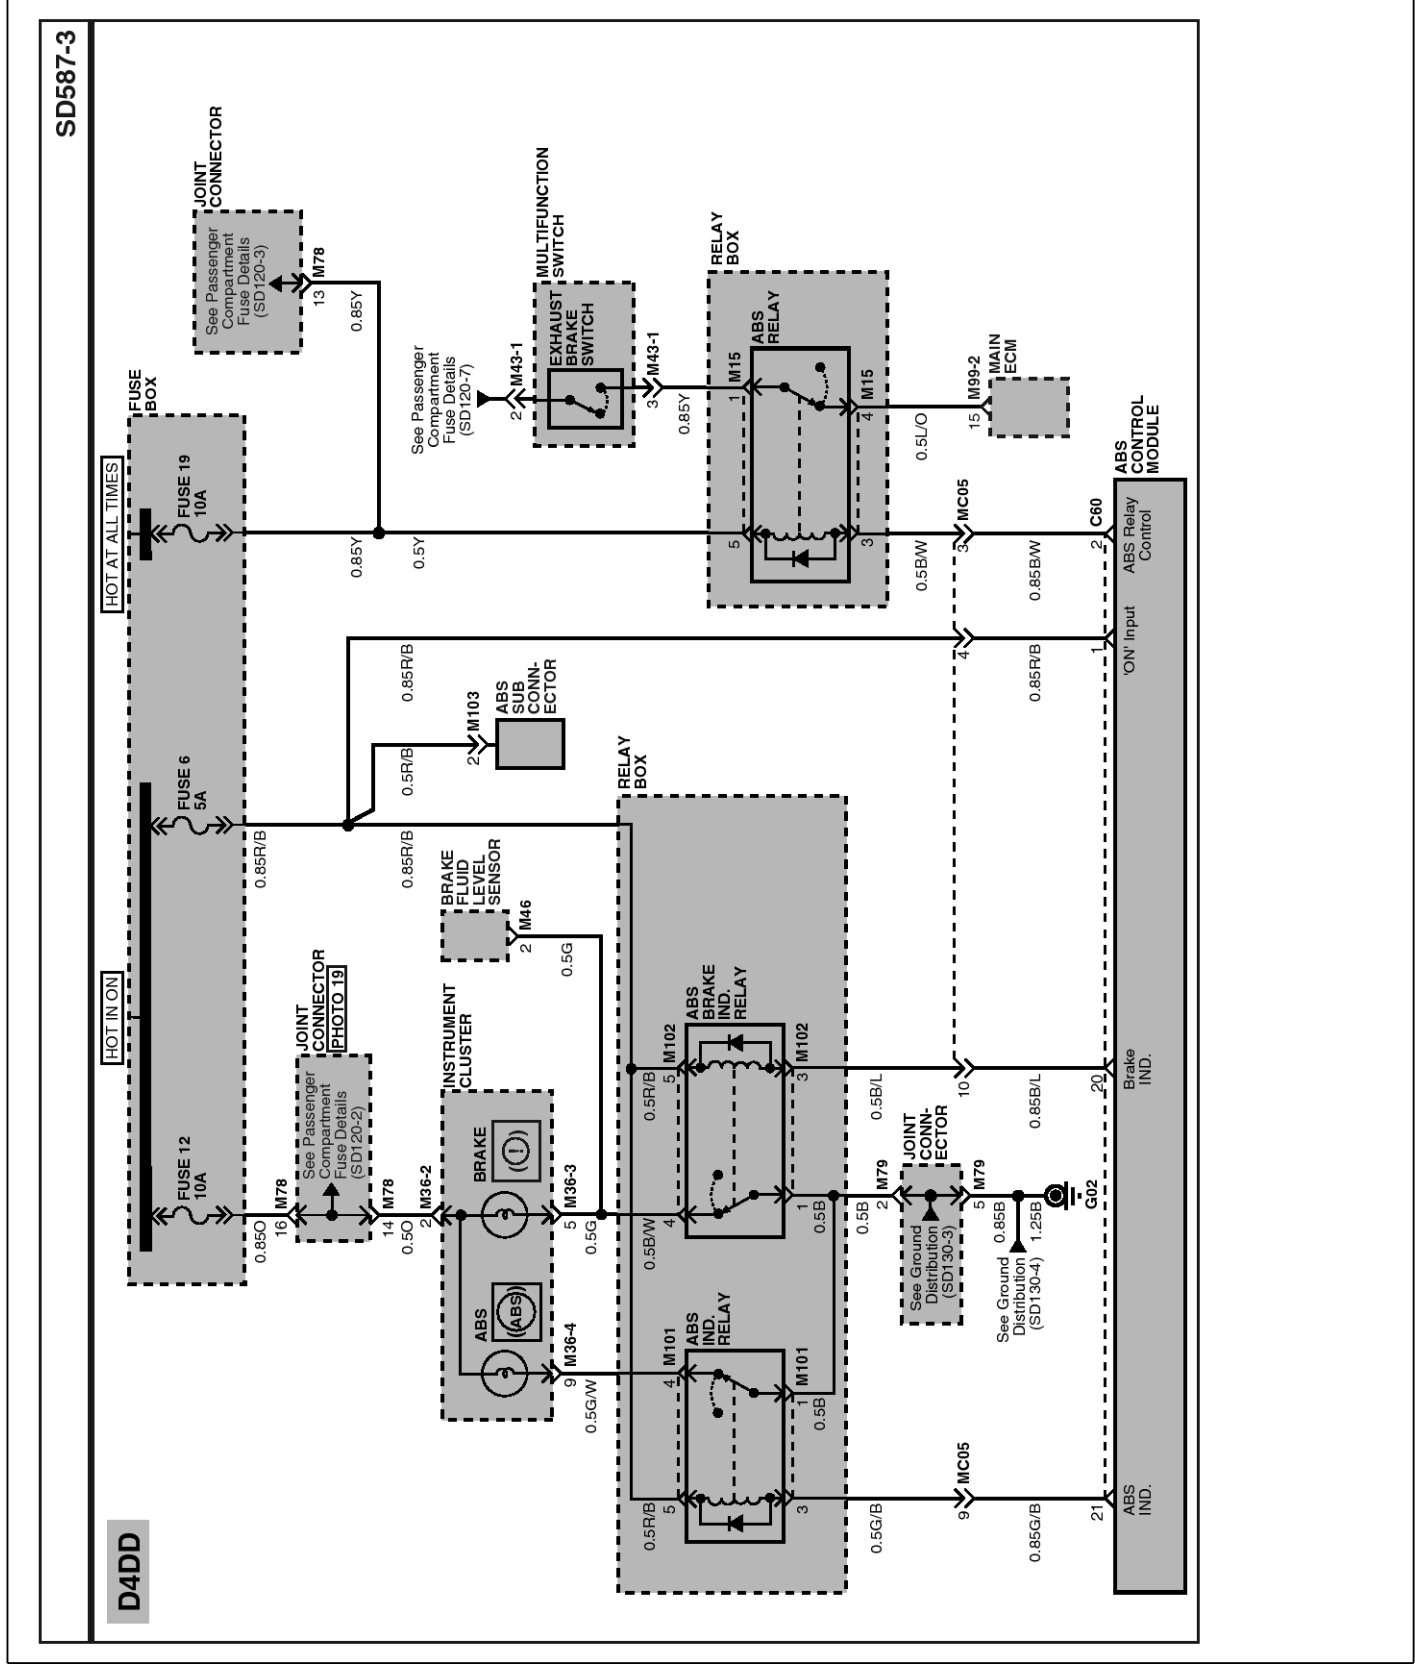 SD587-3
D4DD
HOT IN ON
HOT AT ALL TIMES
FUSE
BOX
FUSE 12
10A
FUSE 6
5A
FUSE 19
10A
0.85O
16
M78
JOINT
CONNECTOR
PHOTO 19
See Passenger
Compartment
Fuse Details
(SD120-2)
14
M78
0.5O
2
M36-2
INSTRUMENT
CLUSTER
ABS
(ABS)
BRAKE
(!)
9
M36-4
0.5G/W
5
M36-3
0.5G
BRAKE
FLUID
LEVEL
SENSOR
2
M46
0.5G
0.85R/B
0.85R/B
0.5R/B
0.85R/B
2
M103
ABS
SUB
CONN-
ECTOR
JOINT
CONNECTOR
See Passenger
Compartment
Fuse Details
(SD120-3)
13
M78
0.85Y
0.85Y
0.5Y
See Passenger
Compartment
Fuse Details
(SD120-7)
2
M43-1
MULTIFUNCTION
SWITCH
EXHAUST
BRAKE
SWITCH
3
M43-1
0.85Y
RELAY
BOX
0.5R/B
5
4
M101
ABS
IND.
RELAY
3
1
M101
0.5B
0.5B/W
4
0.5R/B
5
M102
ABS
BRAKE
IND.
RELAY
1
0.5B
3
M102
RELAY
BOX
5
1
M15
ABS
RELAY
3
4
M15
0.5G/B
9
MC05
0.85G/B
0.5B
2
M79
JOINT
CONN-
ECTOR
See Ground
Distribution
(SD130-3)
5
M79
0.85B
1.25B
See Ground
Distribution
(SD130-4)
G02
0.5B/L
10
0.85B/L
4
0.85R/B
0.5B/W
3
MC05
0.85B/W
0.5L/O
15
M99-2
MAIN
ECM
21
ABS
IND.
20
Brake
IND.
1
'ON' Input
2
C60
ABS Relay
Control
ABS
CONTROL
MODULE